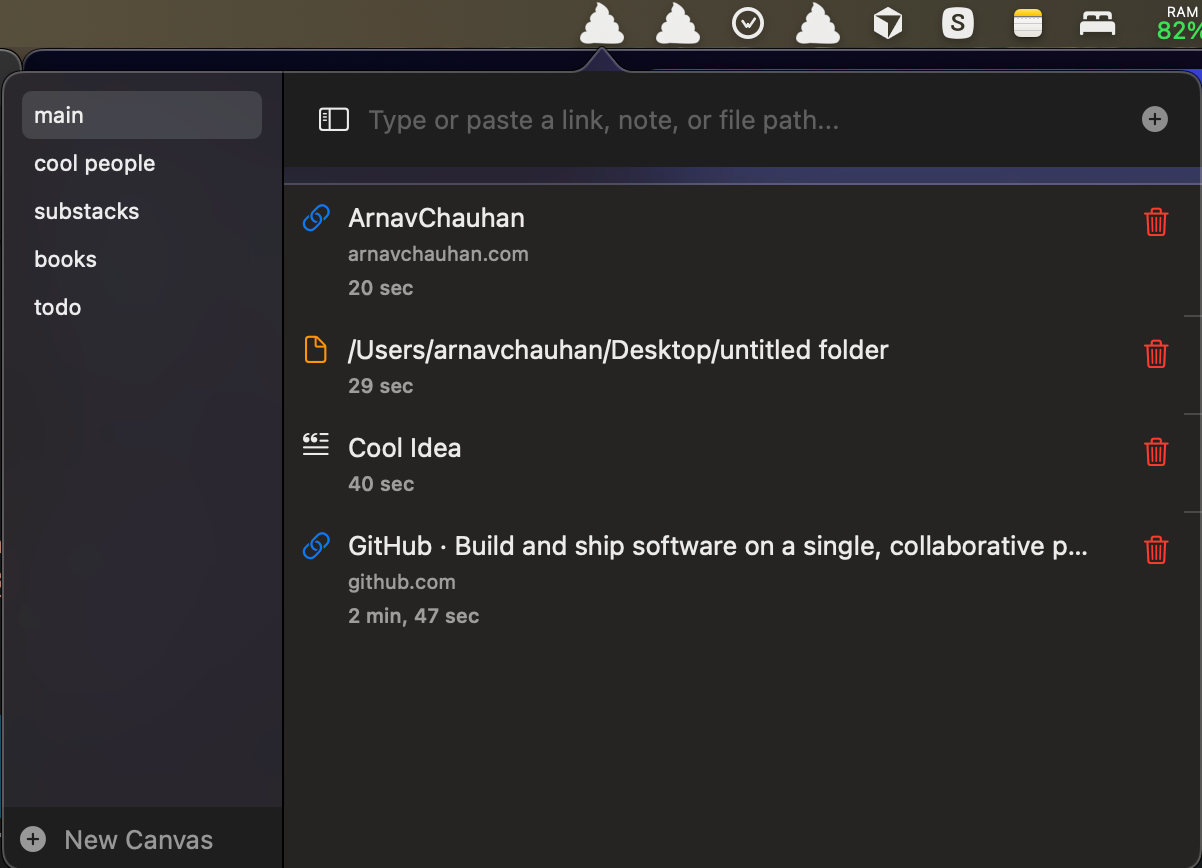 S
RAM
82%
main
cool people
substacks
books
todo
New Canvas
Type or paste a link, note, or file path...
ArnavChauhan
arnavchauhan.com
20 sec
/Users/arnavchauhan/Desktop/untitled folder
29 sec
Cool Idea
40 sec
GitHub · Build and ship software on a single, collaborative p...
github.com
2 min, 47 sec